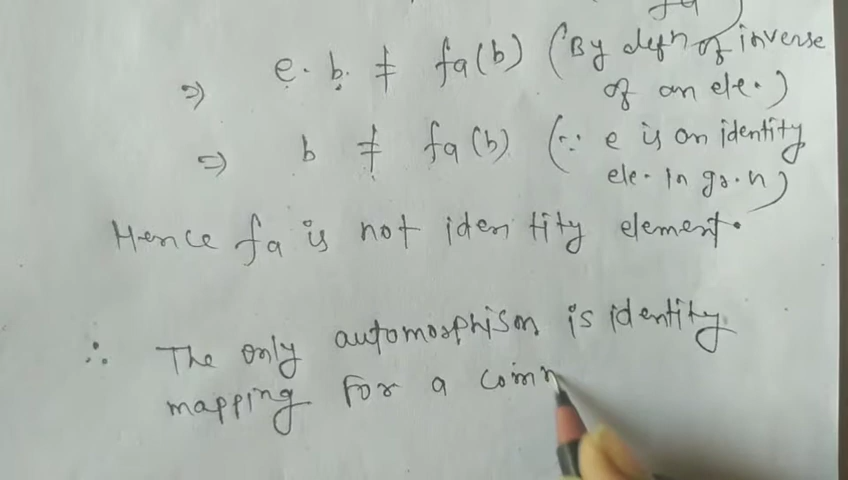 ⇒ e. b. ≠ fa(b) (By defn of inverse
of an ele.)
⇒ b ≠ fa(b) (∵ e is an identity
ele. in gr. n)
Hence fa is not identity element.
∴ The only automorphism is identity
mapping for a comm